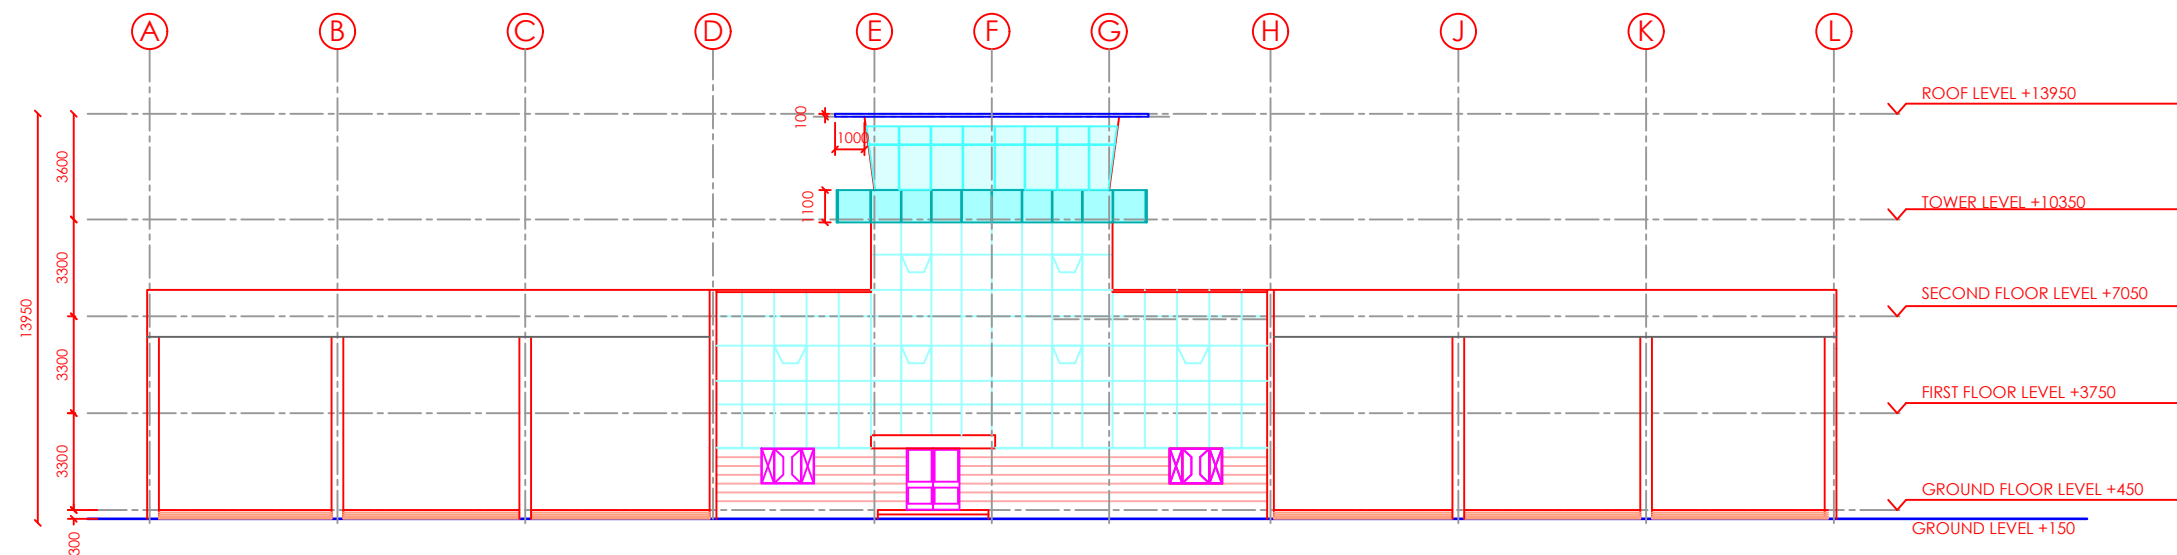 A B C D E F G H J K L
ROOF LEVEL +13950
100
1000
3600
TOWER LEVEL +10350
1100
3300
SECOND FLOOR LEVEL +7050
13950
3300
FIRST FLOOR LEVEL +3750
3300
GROUND FLOOR LEVEL +450
GROUND LEVEL +150
300